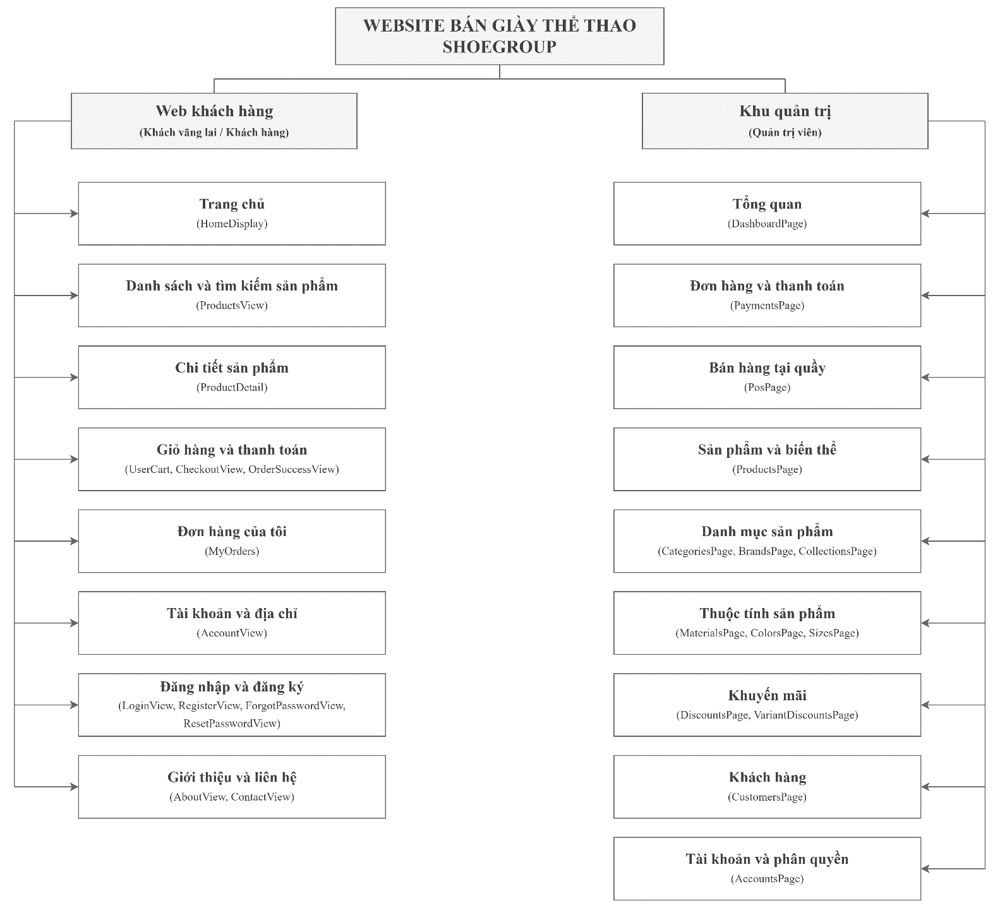 WEBSITE BÁN GIÀY THỂ THAO
SHOEGROUP
Web khách hàng
(Khách vãng lai / Khách hàng)
Trang chủ
(HomeDisplay)
Danh sách và tìm kiếm sản phẩm
(ProductsView)
Chi tiết sản phẩm
(ProductDetail)
Giỏ hàng và thanh toán
(UserCart, CheckoutView, OrderSuccessView)
Đơn hàng của tôi
(MyOrders)
Tài khoản và địa chỉ
(AccountView)
Đăng nhập và đăng ký
(LoginView, RegisterView, ForgotPasswordView,
ResetPasswordView)
Giới thiệu và liên hệ
(AboutView, ContactView)
Khu quản trị
(Quản trị viên)
Tổng quan
(DashboardPage)
Đơn hàng và thanh toán
(PaymentsPage)
Bán hàng tại quầy
(PosPage)
Sản phẩm và biến thể
(ProductsPage)
Danh mục sản phẩm
(CategoriesPage, BrandsPage, CollectionsPage)
Thuộc tính sản phẩm
(MaterialsPage, ColorsPage, SizesPage)
Khuyến mãi
(DiscountsPage, VariantDiscountsPage)
Khách hàng
(CustomersPage)
Tài khoản và phân quyền
(AccountsPage)